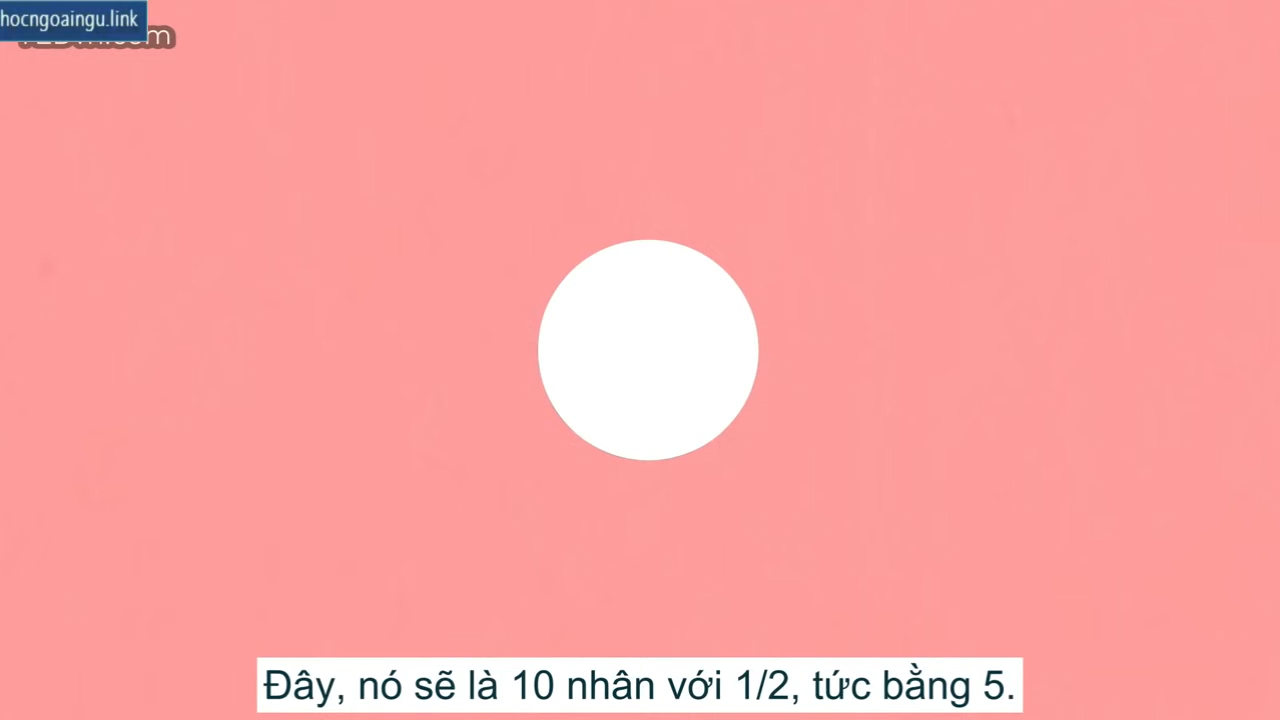 hocngoaingu.link
Đây, nó sẽ là 10 nhân với 1/2, tức bằng 5.